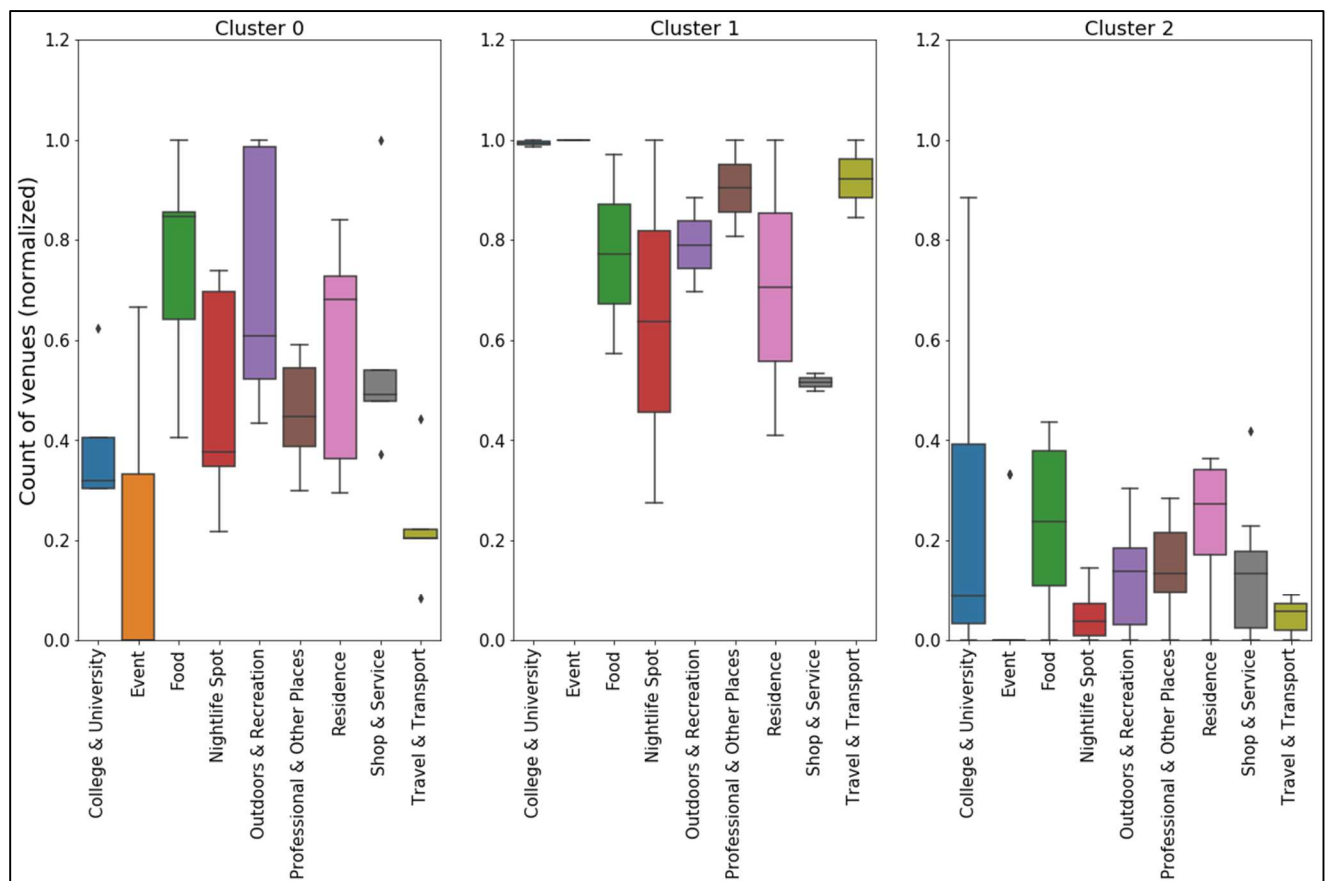 Cluster 0
Cluster 1
Cluster 2
Count of venues (normalized)
1.2
1.0
0.8
0.6
0.4
0.2
0.0
College & University
Event
Food
Nightlife Spot
Outdoors & Recreation
Professional & Other Places
Residence
Shop & Service
Travel & Transport
1.2
1.0
0.8
0.6
0.4
0.2
0.0
College & University
Event
Food
Nightlife Spot
Outdoors & Recreation
Professional & Other Places
Residence
Shop & Service
Travel & Transport
1.2
1.0
0.8
0.6
0.4
0.2
0.0
College & University
Event
Food
Nightlife Spot
Outdoors & Recreation
Professional & Other Places
Residence
Shop & Service
Travel & Transport